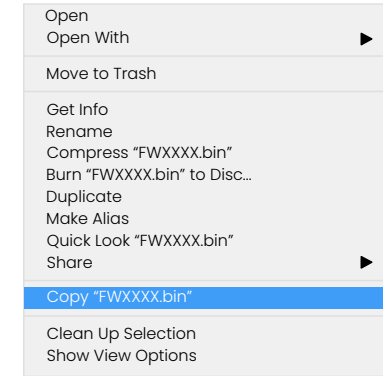 Open
Open With
Move to Trash
Get Info
Rename
Compress “FWXXXX.bin”
Burn “FWXXXX.bin” to Disc...
Duplicate
Make Alias
Quick Look “FWXXXX.bin”
Share
Copy “FWXXXX.bin”
Clean Up Selection
Show View Options